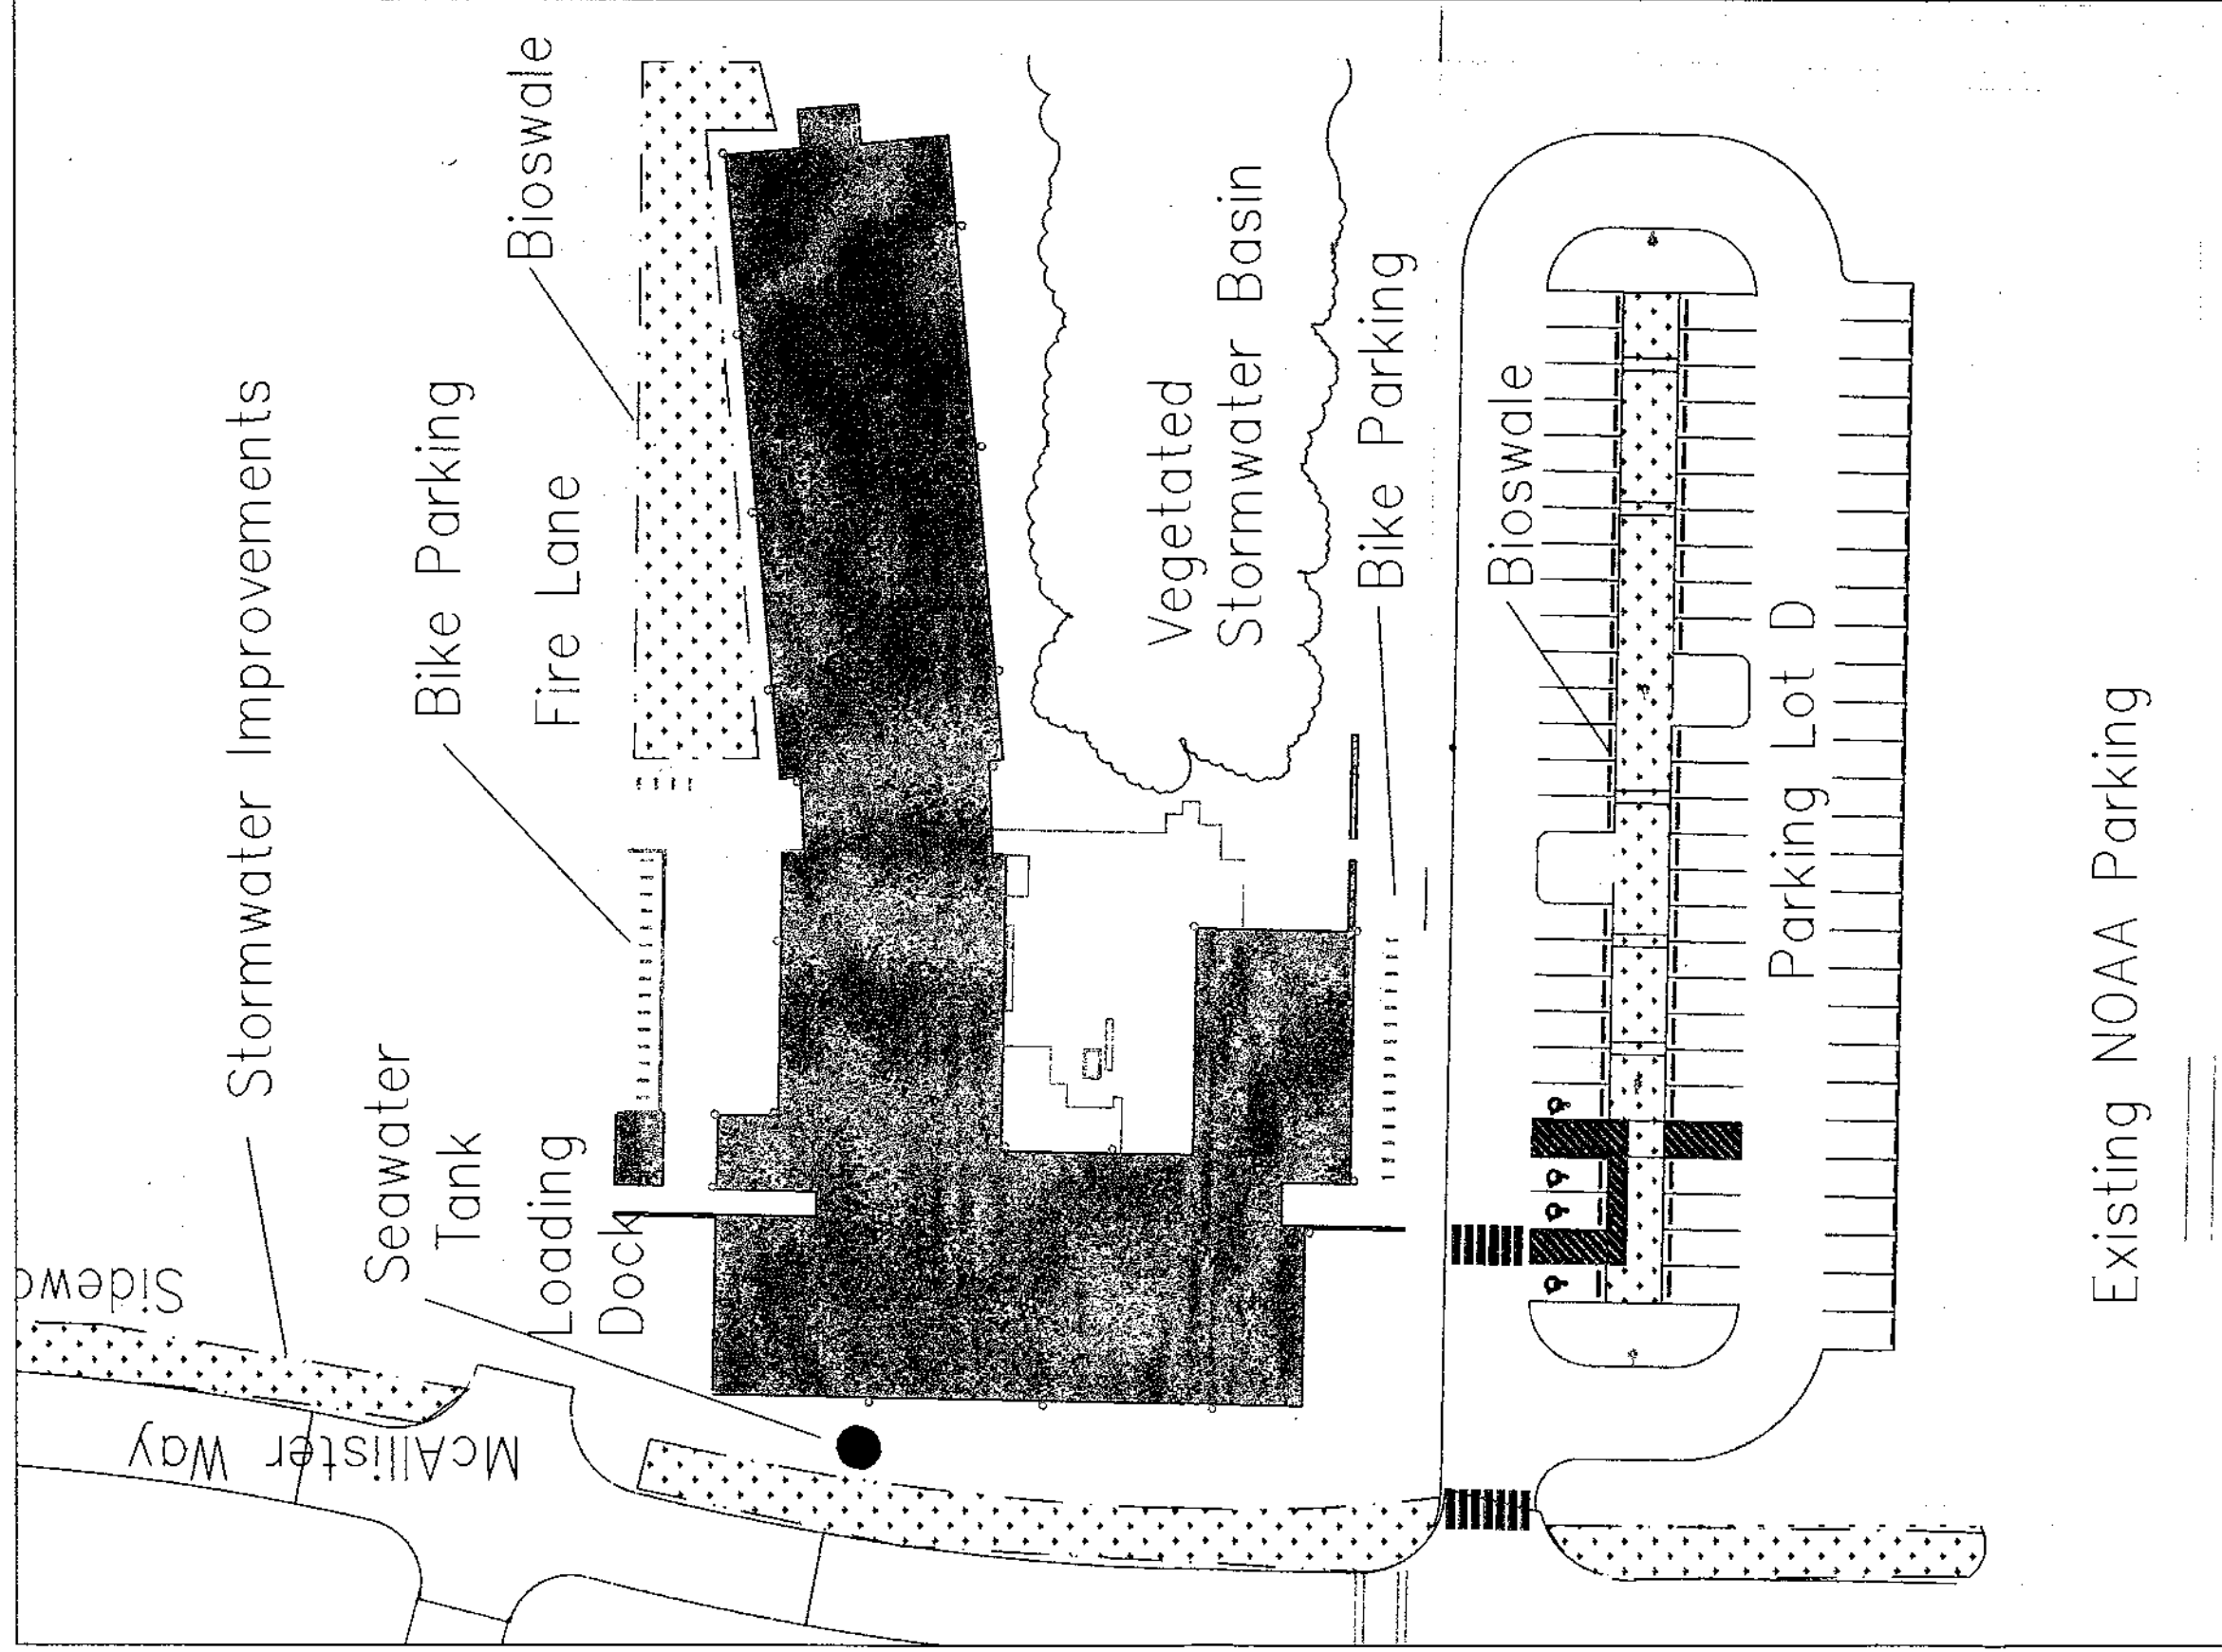 Stormwater Improvements
Bike Parking
Bioswale
Fire Lane
Seawater
Tank
Loading
Dock
Sidewa
McAllister Way
Vegetated
Stormwater Basin
Bike Parking
Bioswale
Parking Lot D
Existing NOAA Parking